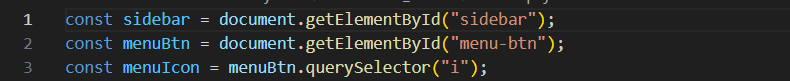 1 const sidebar = document.getElementById("sidebar");
2 const menuBtn = document.getElementById("menu-btn");
3 const menuIcon = menuBtn.querySelector("i");